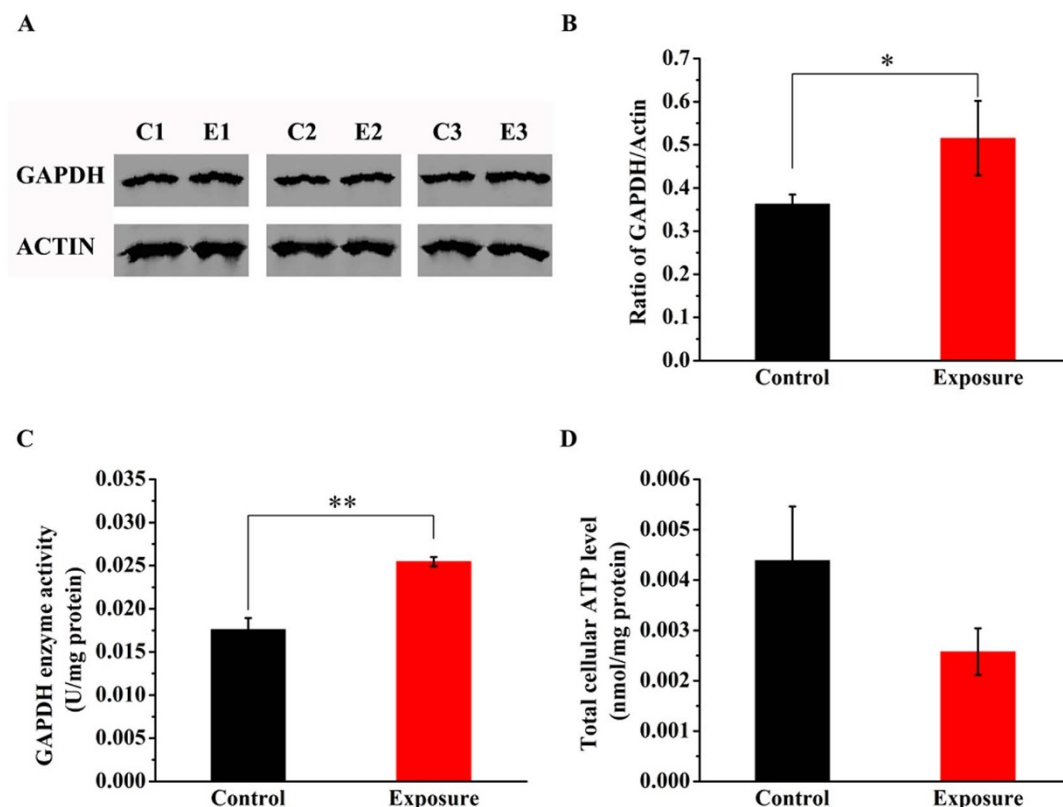 A
C1 E1 C2 E2 C3 E3
GAPDH
ACTIN
B
Ratio of GAPDH/Actin
0.7
0.6
0.5
0.4
0.3
0.2
0.1
0.0
*
Control Exposure
C
GAPDH enzyme activity
(U/mg protein)
0.035
0.030
0.025
0.020
0.015
0.010
0.005
0.000
**
Control Exposure
D
Total cellular ATP level
(nmol/mg protein)
0.006
0.005
0.004
0.003
0.002
0.001
0.000
Control Exposure